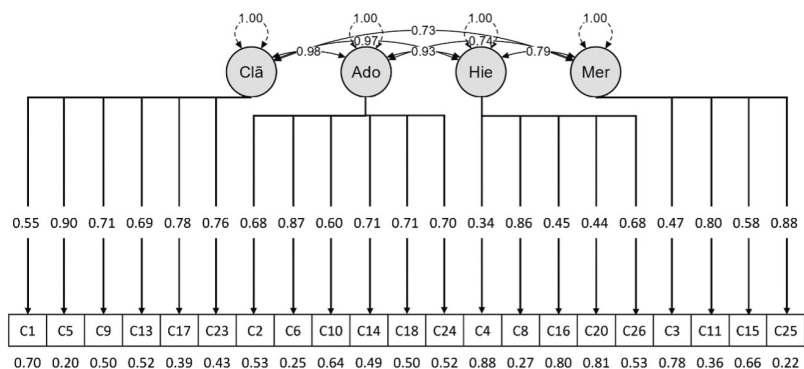 1.00 1.00 1.00 1.00
0.73
0.97 0.74
0.98 0.93 0.79
Clã Ado Hie Mer
0.55 0.90 0.71 0.69 0.78 0.76 0.68 0.87 0.60 0.71 0.71 0.70 0.34 0.86 0.45 0.44 0.68 0.47 0.80 0.58 0.88
C1 C5 C9 C13 C17 C23 C2 C6 C10 C14 C18 C24 C4 C8 C16 C20 C26 C3 C11 C15 C25
0.70 0.20 0.50 0.52 0.39 0.43 0.53 0.25 0.64 0.49 0.50 0.52 0.88 0.27 0.80 0.81 0.53 0.78 0.36 0.66 0.22